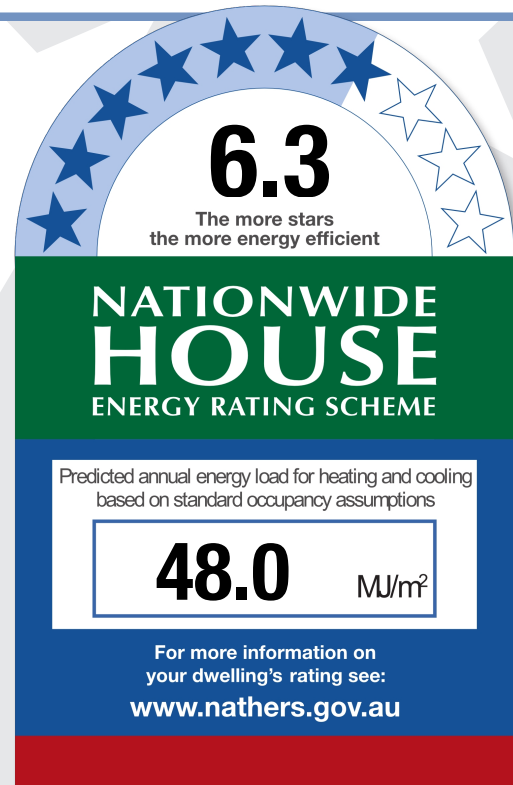 6.3
The more stars
the more energy efficient
NATIONWIDE
HOUSE
ENERGY RATING SCHEME
Predicted annual energy load for heating and cooling
based on standard occupancy assumptions
48.0 MJ/m²
For more information on
your dwelling's rating see:
www.nathers.gov.au